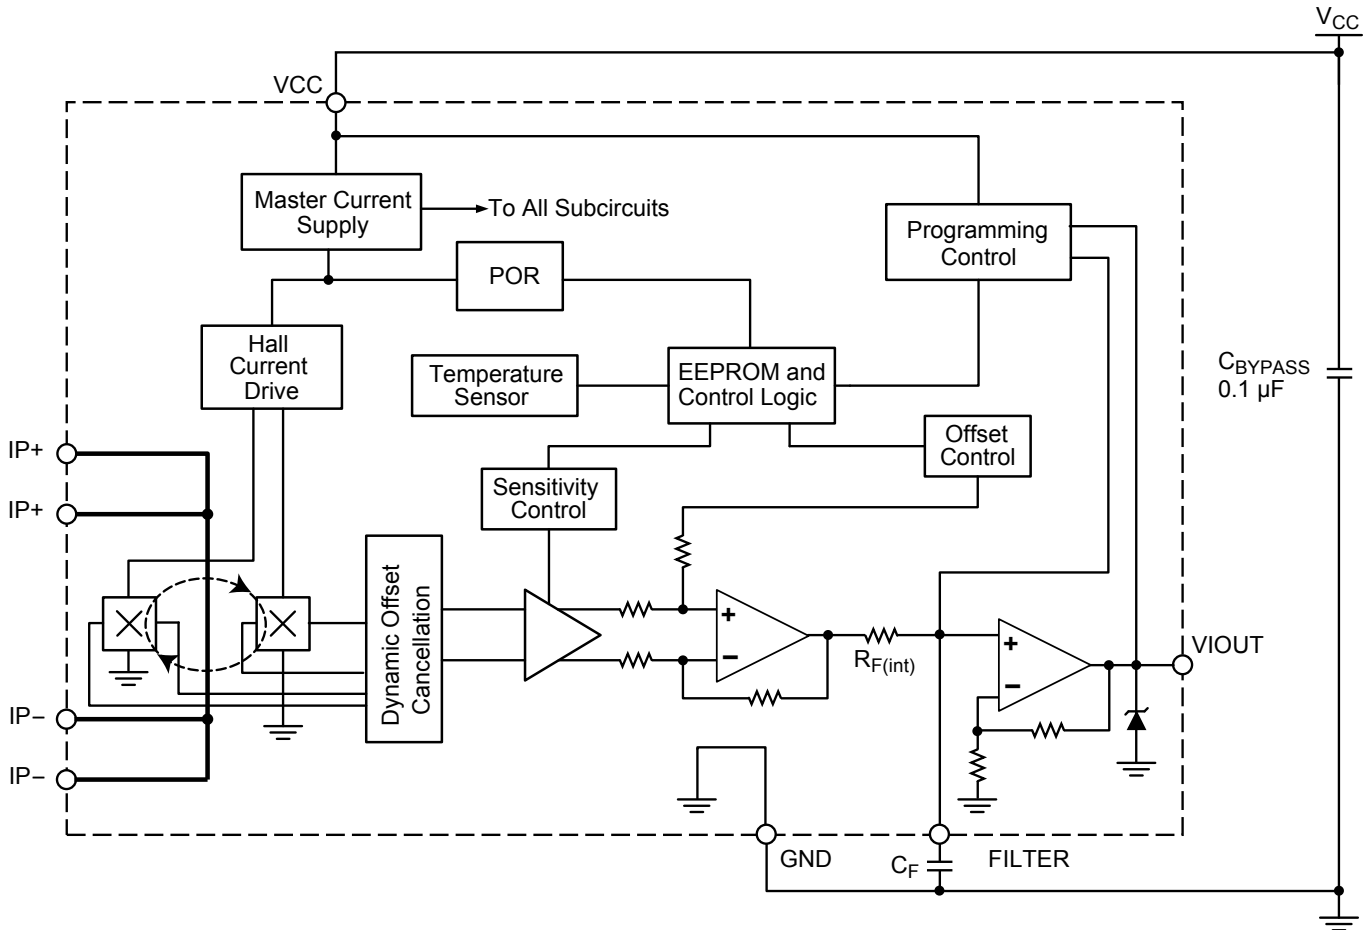 VCC
VCC
Master Current
Supply
To All Subcircuits
Programming
Control
POR
Hall
Current
Drive
Temperature
Sensor
EEPROM and
Control Logic
CBYPASS
0.1 µF
Offset
Control
IP+
Sensitivity
Control
IP+
Dynamic Offset
Cancellation
+
−
RF(int)
+
−
VIOUT
IP−
IP−
GND
CF
FILTER